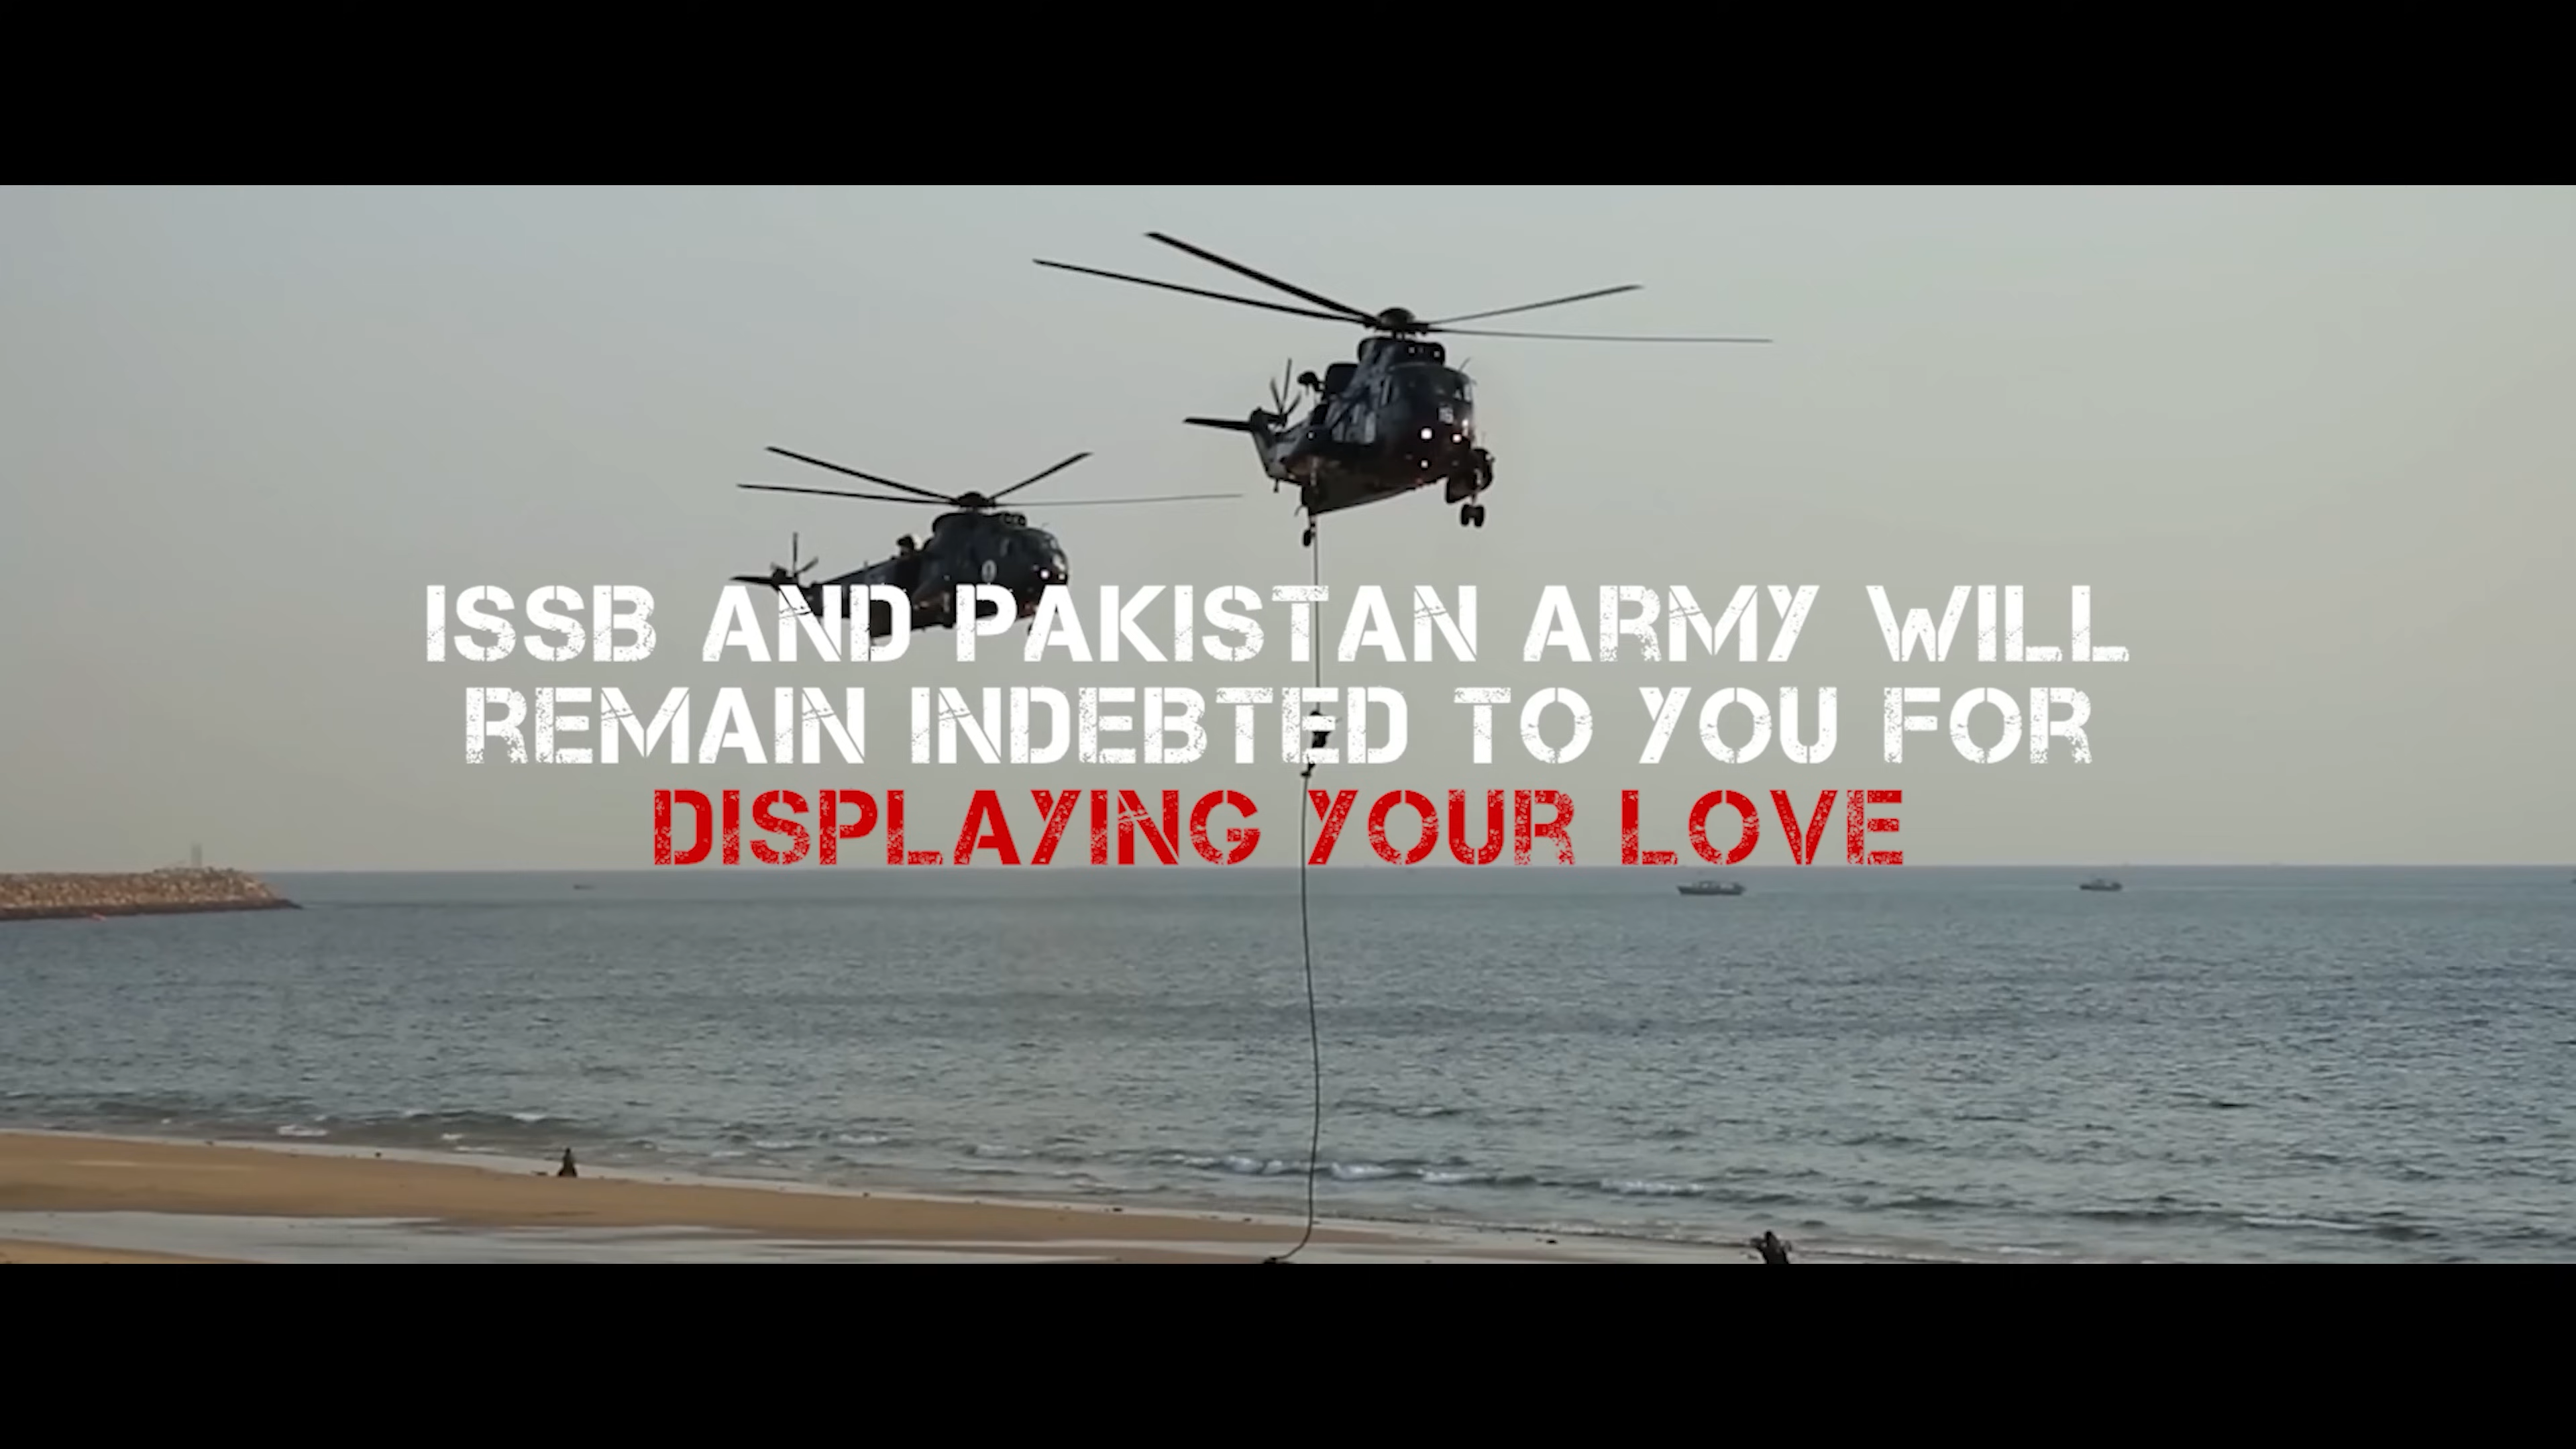 ISSB AND PAKISTAN ARMY WILL
REMAIN INDEBTED TO YOU FOR
DISPLAYING YOUR LOVE